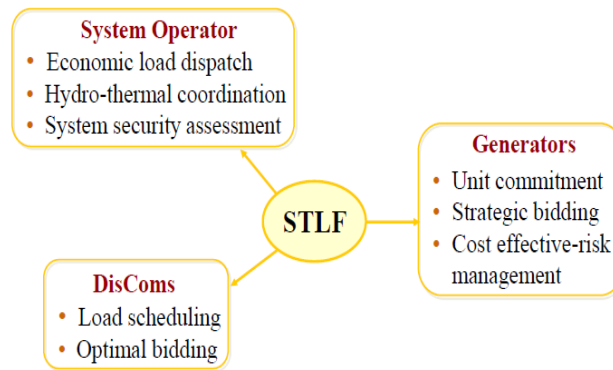 System Operator
• Economic load dispatch
• Hydro-thermal coordination
• System security assessment
Generators
• Unit commitment
• Strategic bidding
• Cost effective-risk
management
STLF
DisComs
• Load scheduling
• Optimal bidding